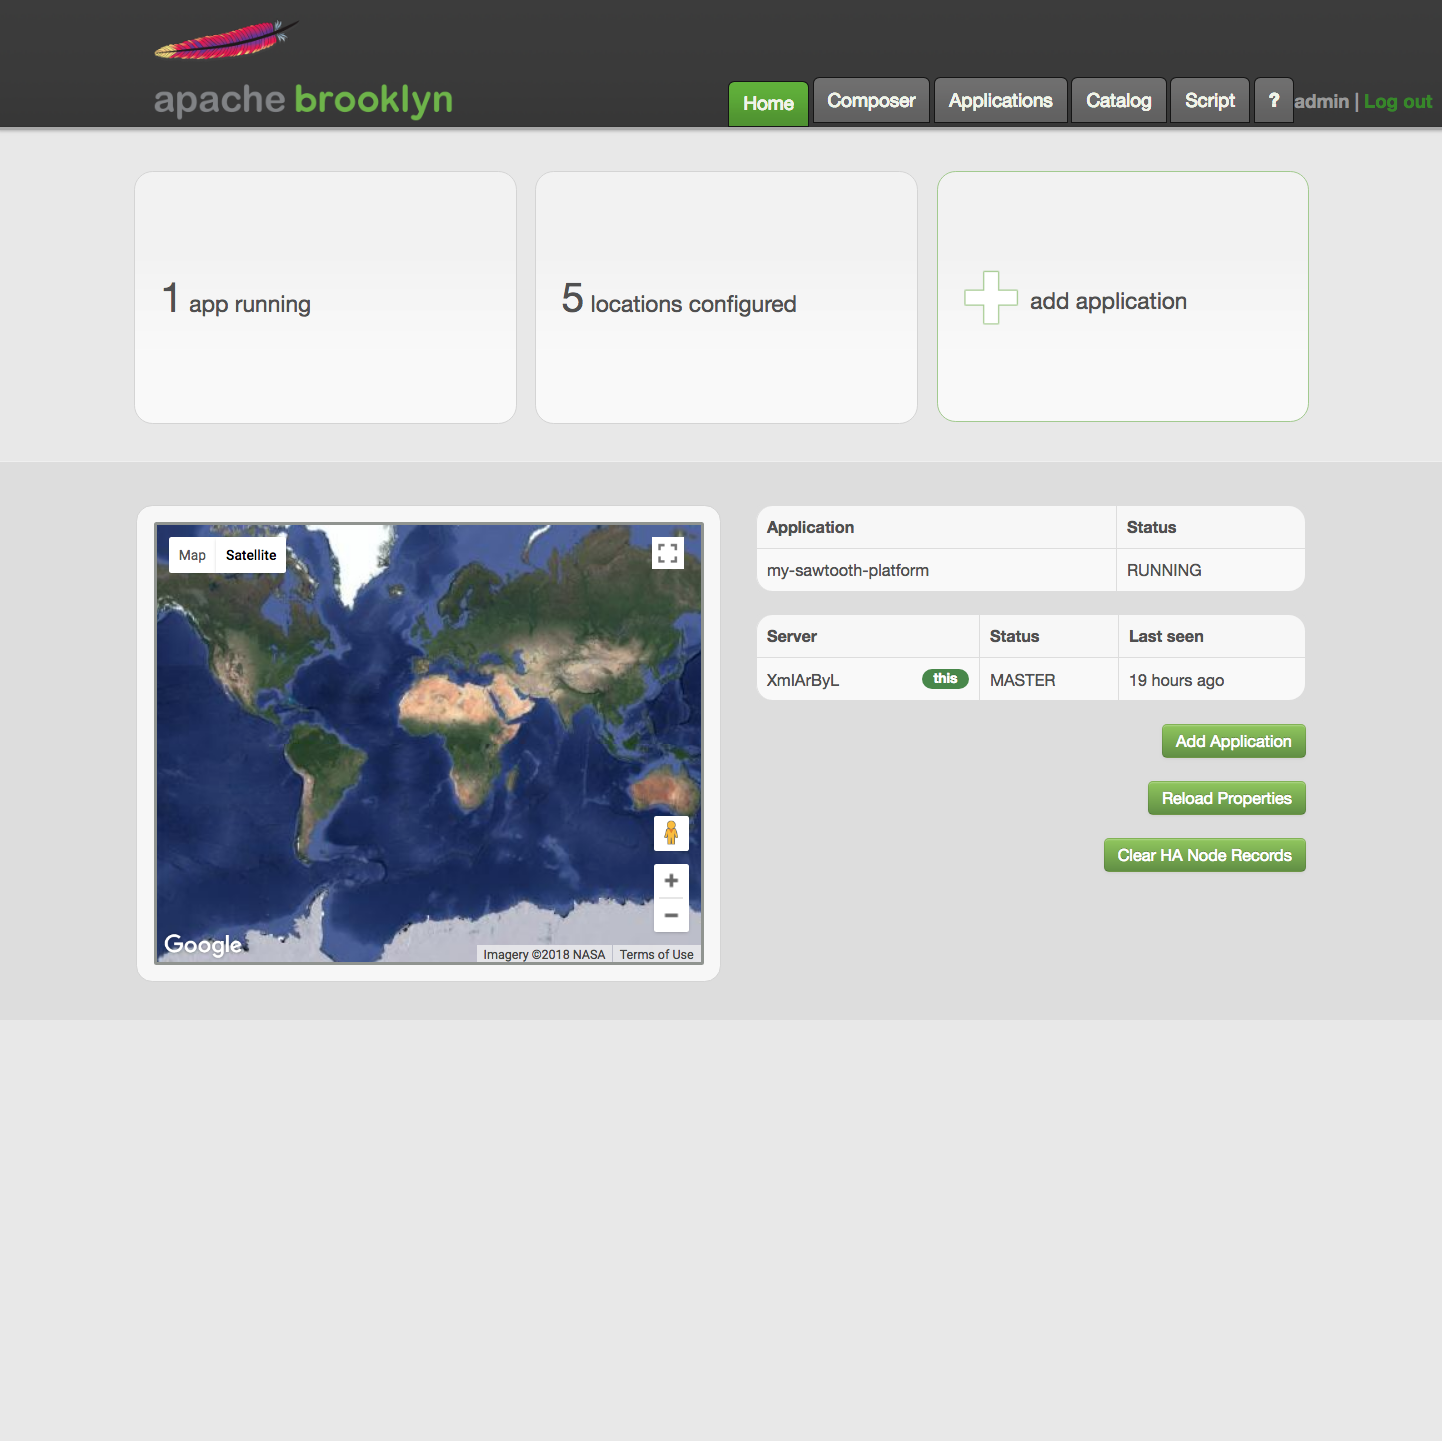 apache brooklyn
Home Composer Applications Catalog Script ? admin | Log out
1 app running
5 locations configured
add application
Map Satellite
Google
Imagery ©2018 NASA Terms of Use
Application Status
my-sawtooth-platform RUNNING
Server Status Last seen
XmlArByL this MASTER 19 hours ago
Add Application
Reload Properties
Clear HA Node Records